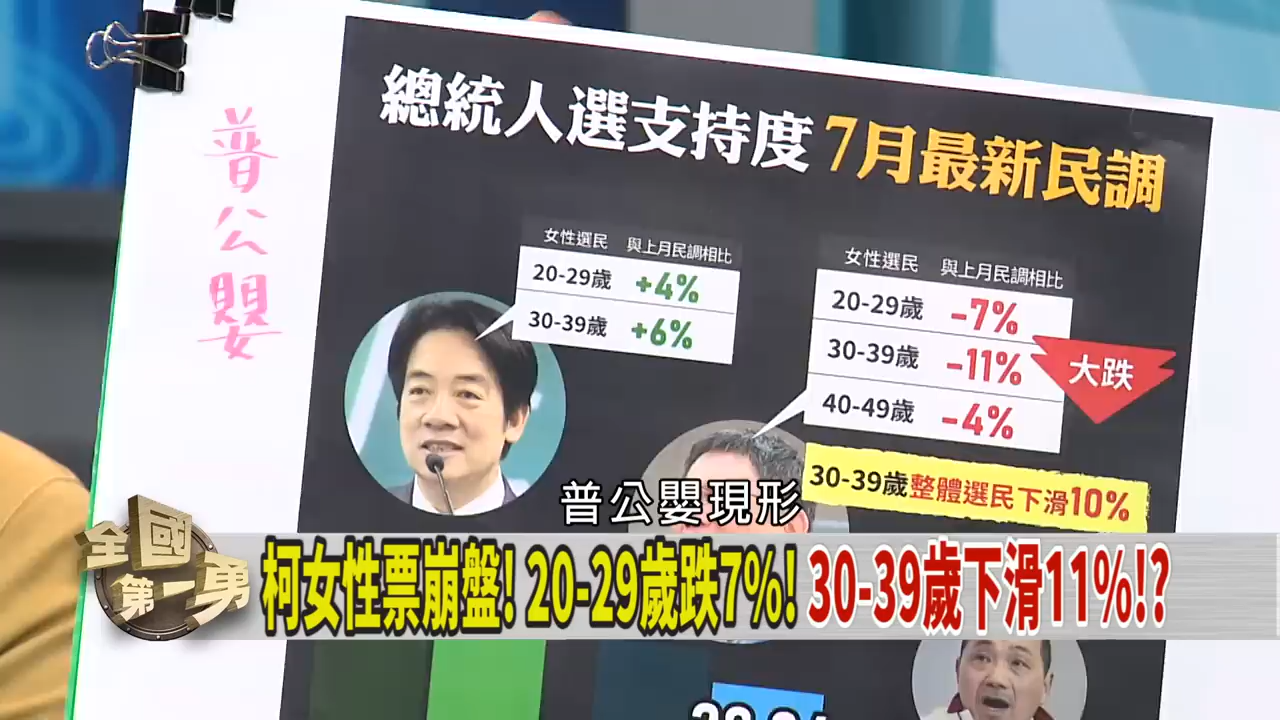 普公嬰
總統人選支持度 7月最新民調
女性選民 與上月民調相比
20-29歲 +4%
30-39歲 +6%
女性選民 與上月民調相比
20-29歲 -7%
30-39歲 -11%
40-49歲 -4%
大跌
30-39歲整體選民下滑10%
普公嬰現形
全國第一勇
柯女性票崩盤! 20-29歲跌7%! 30-39歲下滑11%!?